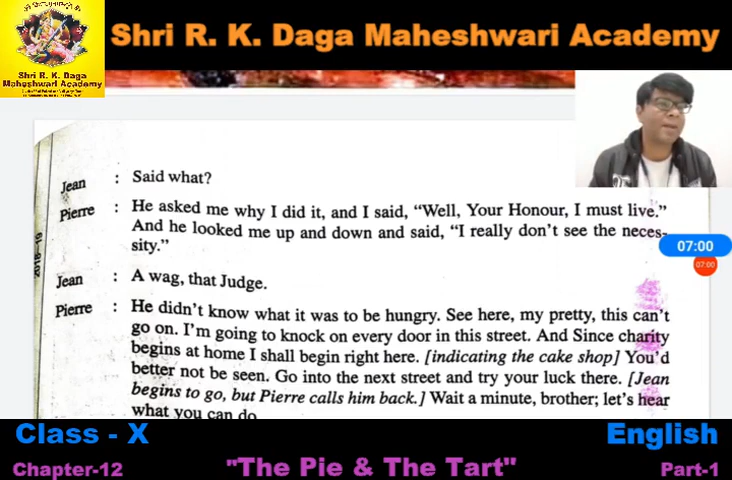 Shri R. K. Daga Maheshwari Academy
Shri R. K. Daga
Maheshwari Academy
Jean : Said what?
Pierre : He asked me why I did it, and I said, “Well, Your Honour, I must live.”
And he looked me up and down and said, “I really don’t see the neces-
sity.”
07:00
07:00
2018-19
Jean : A wag, that Judge.
Pierre : He didn’t know what it was to be hungry. See here, my pretty, this can’t
go on. I’m going to knock on every door in this street. And Since charity
begins at home I shall begin right here. [indicating the cake shop] You’d
better not be seen. Go into the next street and try your luck there. [Jean
begins to go, but Pierre calls him back.] Wait a minute, brother; let’s hear
what you can do
Class - X English
Chapter-12 "The Pie & The Tart" Part-1